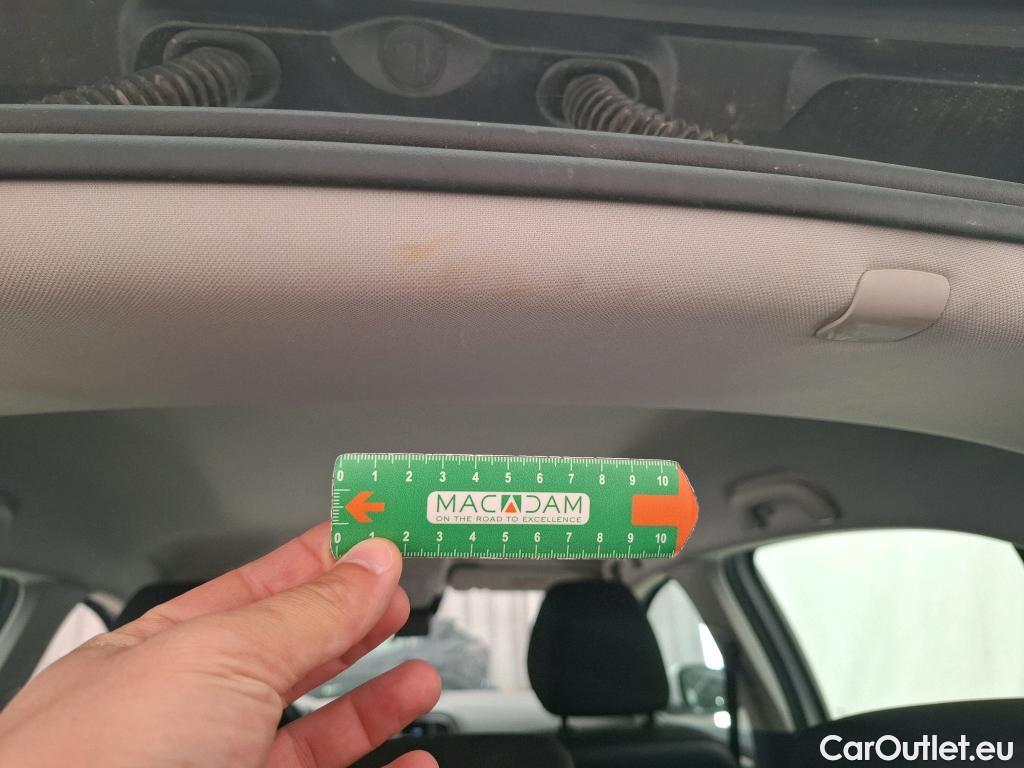 0 1 2 3 4 5 6 7 8 9 10
MACADAM
ON THE ROAD TO EXCELLENCE
0 1 2 3 4 5 6 7 8 9 10
CarOutlet.eu